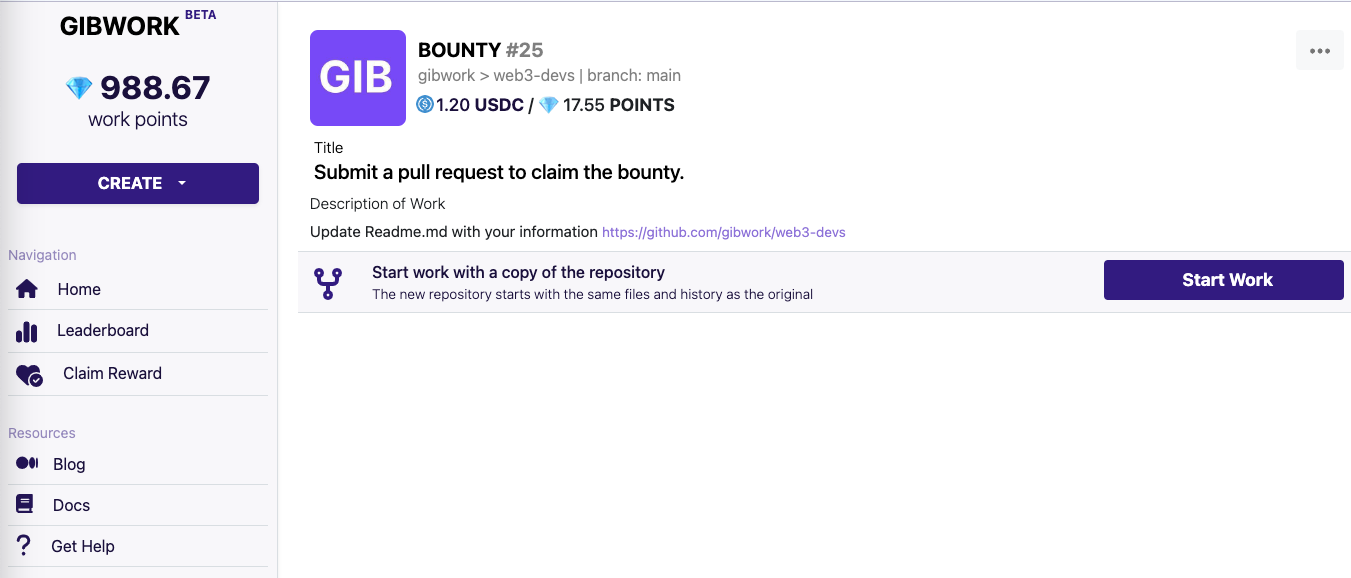 GIBWORK BETA
988.67
work points
CREATE
Navigation
Home
Leaderboard
Claim Reward
Resources
Blog
Docs
Get Help
GIB
BOUNTY #25
gibwork > web3-devs | branch: main
1.20 USDC / 17.55 POINTS
Title
Submit a pull request to claim the bounty.
Description of Work
Update Readme.md with your information https://github.com/gibwork/web3-devs
Start work with a copy of the repository
The new repository starts with the same files and history as the original
Start Work